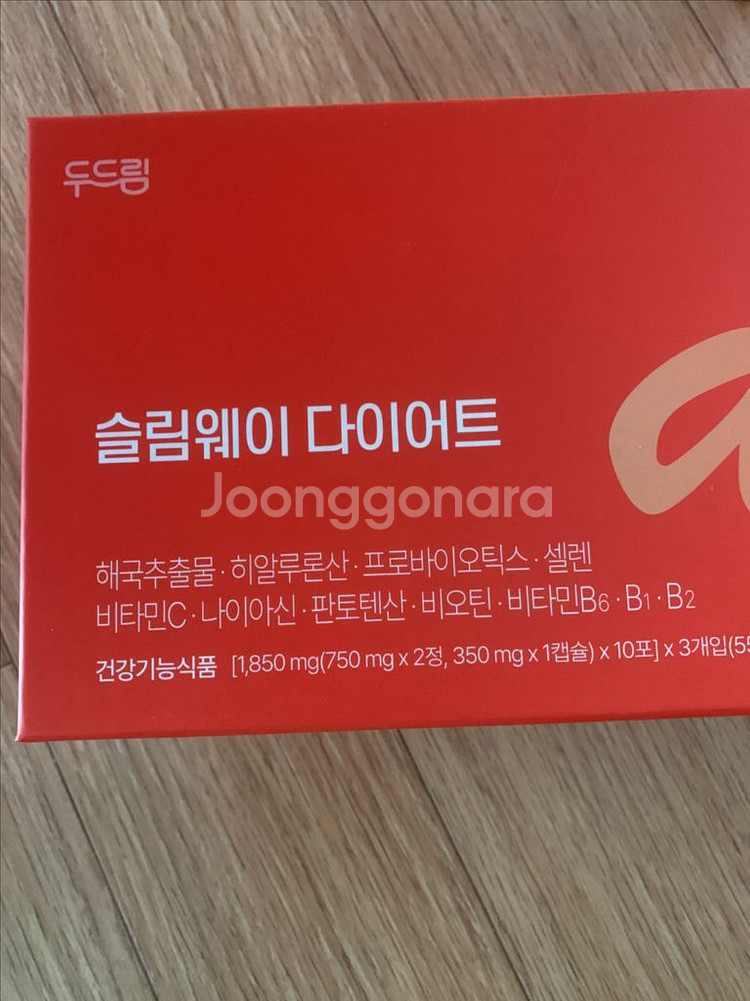 두드림
슬림웨이 다이어트
Joonggonara
해국추출물·히알루론산·프로바이오틱스·셀렌
비타민C·나이아신·판토텐산·비오틴·비타민B6·B1·B2
건강기능식품 [1,850 mg(750 mg x 2정, 350 mg x 1캡슐) x 10포] x 3개입